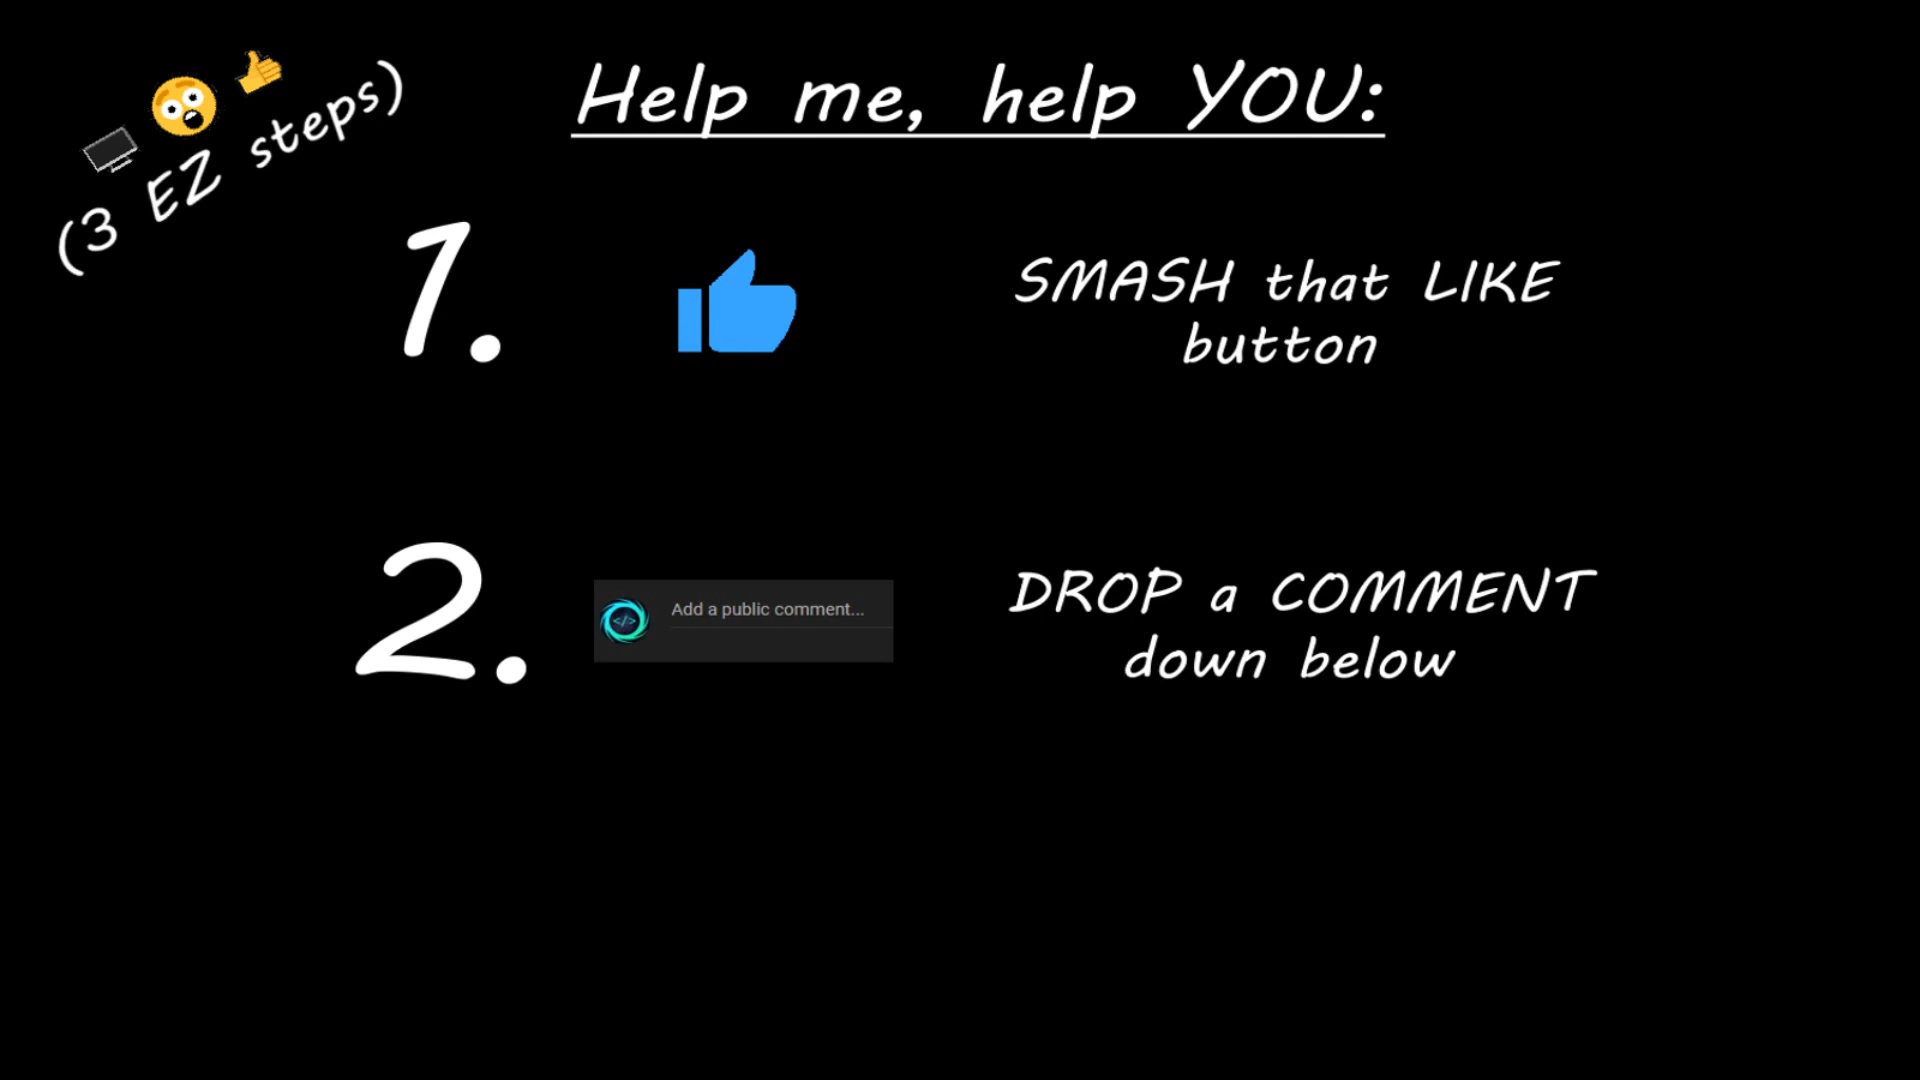 (3 EZ steps)
Help me, help YOU:
1.
SMASH that LIKE
button
2.
</>
Add a public comment...
DROP a COMMENT
down below